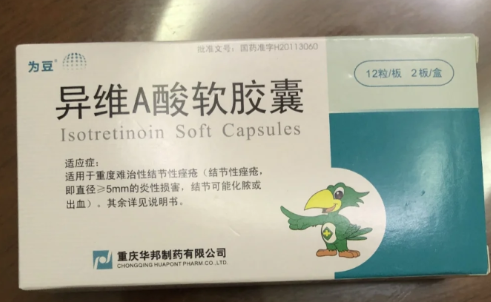 为豆
批准文号：国药准字H20113060
12粒/板 2板/盒
异维A酸软胶囊
Isotretinoin Soft Capsules
适应症：
适用于重度难治性结节性痤疮（结节性痤疮，
即直径≥5mm的炎性损害，结节可能化脓或
出血）。其余详见说明书。
重庆华邦制药有限公司
CHONGQING HUAPONT PHARM CO.,LTD